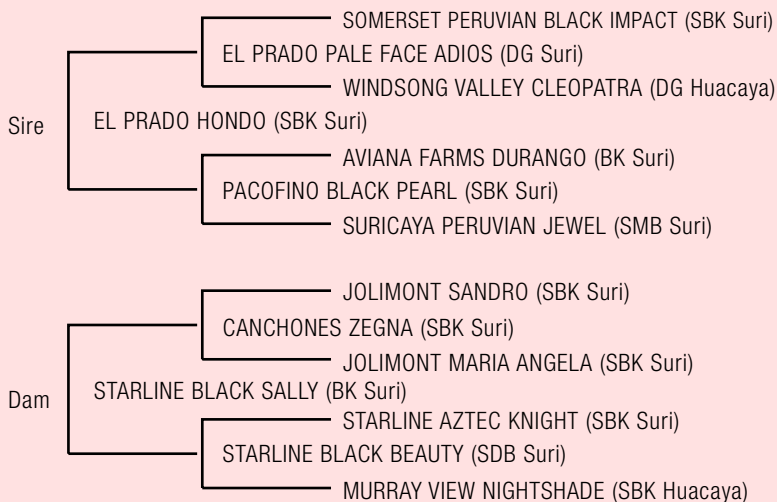 SOMERSET PERUVIAN BLACK IMPACT (SBK Suri)
EL PRADO PALE FACE ADIOS (DG Suri)
WINDSONG VALLEY CLEOPATRA (DG Huacaya)
Sire
EL PRADO HONDO (SBK Suri)
AVIANA FARMS DURANGO (BK Suri)
PACOFINO BLACK PEARL (SBK Suri)
SURICAYA PERUVIAN JEWEL (SMB Suri)
JOLIMONT SANDRO (SBK Suri)
CANCHONES ZEGNA (SBK Suri)
JOLIMONT MARIA ANGELA (SBK Suri)
Dam
STARLINE BLACK SALLY (BK Suri)
STARLINE AZTEC KNIGHT (SBK Suri)
STARLINE BLACK BEAUTY (SDB Suri)
MURRAY VIEW NIGHTSHADE (SBK Huacaya)